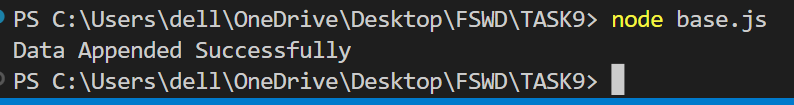 PS C:\Users\dell\OneDrive\Desktop\FSWD\TASK9> node base.js
Data Appended Successfully
PS C:\Users\dell\OneDrive\Desktop\FSWD\TASK9>